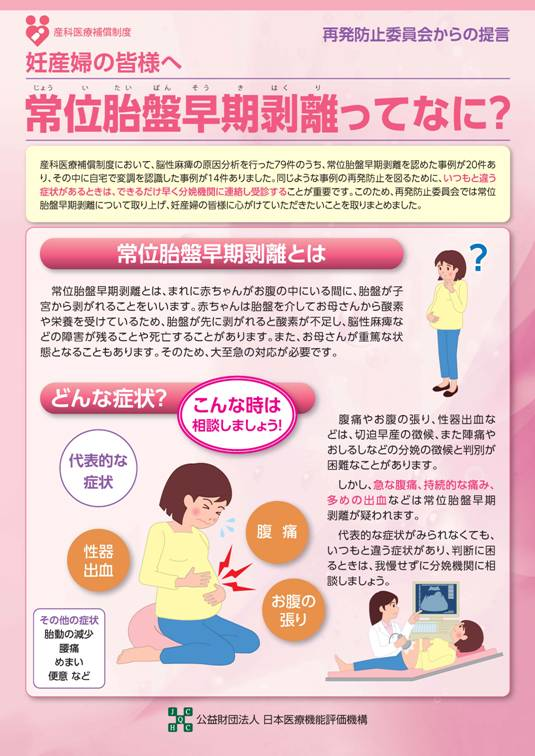 産科医療補償制度
再発防止委員会からの提言
妊産婦の皆様へ
じょう い たい ばん そう き はく り
常位胎盤早期剥離ってなに?
産科医療補償制度において、脳性麻痺の原因分析を行った79件のうち、常位胎盤早期剥離を認めた事例が20件あ
り、その中に自宅で変調を認識した事例が14件ありました。同じような事例の再発防止を図るために、いつもと違う
症状があるときは、できるだけ早く分娩機関に連絡し受診することが重要です。このため、再発防止委員会では常位
胎盤早期剥離について取り上げ、妊産婦の皆様に心がけていただきたいことを取りまとめました。
常位胎盤早期剥離とは
常位胎盤早期剥離とは、まれに赤ちゃんがお腹の中にいる間に、胎盤が子
宮から剥がれることをいいます。赤ちゃんは胎盤を介してお母さんから酸素
や栄養を受けているため、胎盤が先に剥がれると酸素が不足し、脳性麻痺な
どの障害が残ることや死亡することがあります。また、お母さんが重篤な状
態となることもあります。そのため、大至急の対応が必要です。
?
どんな症状?
こんな時は
相談しましょう!
代表的な
症状
性器
出血
腹痛
お腹の
張り
その他の症状
胎動の減少
腰痛
めまい
便意 など
腹痛やお腹の張り、性器出血な
どは、切迫早産の徴候、また陣痛や
おしるしなどの分娩の徴候と判別が
困難なことがあります。
しかし、急な腹痛、持続的な痛み、
多めの出血などは常位胎盤早期
剥離が疑われます。
代表的な症状がみられなくても、
いつもと違う症状があり、判断に困
るときは、我慢せずに分娩機関に相
談しましょう。
JCQHC
公益財団法人 日本医療機能評価機構